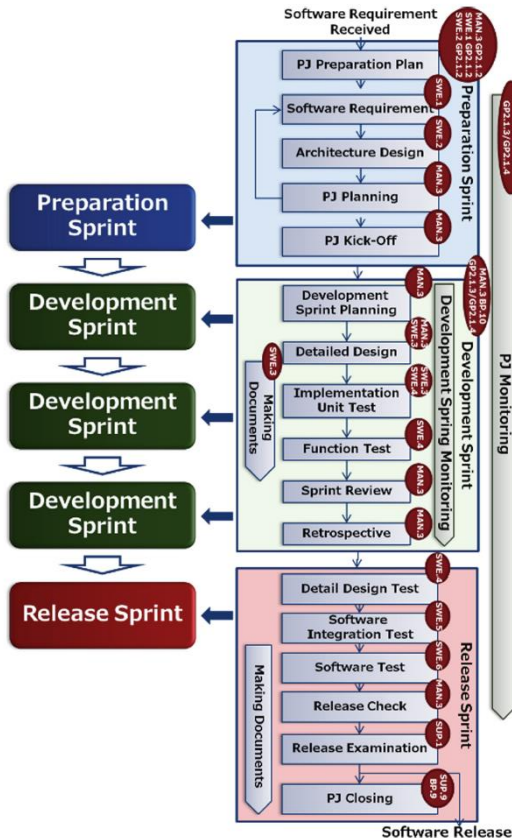 Software Requirement
Received
MAN.3 GP2.1.2
SWE.1 GP2.1.2
SWE.2 GP2.1.2
PJ Preparation Plan
SWE.1
Software Requirement
SWE.2
Architecture Design
MAN.3
PJ Planning
MAN.3
PJ Kick-Off
Preparation Sprint
GP2.1.3/GP2.1.4
PJ Monitoring
Preparation
Sprint
Development
Sprint
Development
Sprint
Development
Sprint
Release Sprint
MAN.3 BP.10
GP2.1.3/GP2.1.4
MAN.3
Development
Sprint Planning
MAN.3
SWE.3
Detailed Design
SWE.3
SWE.4
Implementation
Unit Test
SWE.4
Function Test
MAN.3
Sprint Review
MAN.3
Retrospective
SWE.3
Making
Documents
Development Spring Monitoring
Development Sprint
SWE.4
Detail Design Test
SWE.5
Software
Integration Test
SWE.6
Software Test
MAN.3
Release Check
SUP.1
Release Examination
SUP.9
BP.9
PJ Closing
Making Documents
Release Sprint
Software Release